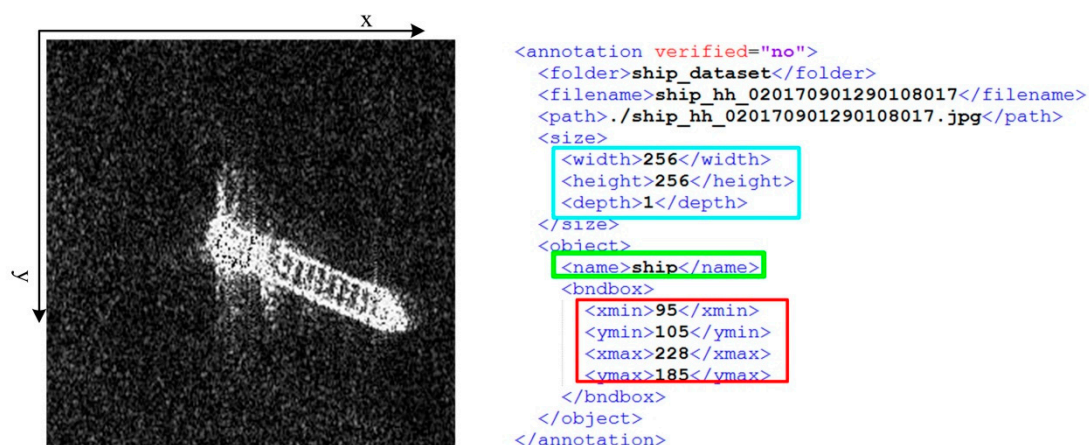 x
y
<annotation verified="no">
<folder>ship_dataset</folder>
<filename>ship_hh_020170901290108017</filename>
<path>./ship_hh_020170901290108017.jpg</path>
<size>
<width>256</width>
<height>256</height>
<depth>1</depth>
</size>
<object>
<name>ship</name>
<bndbox>
<xmin>95</xmin>
<ymin>105</ymin>
<xmax>228</xmax>
<ymax>185</ymax>
</bndbox>
</object>
</annotation>